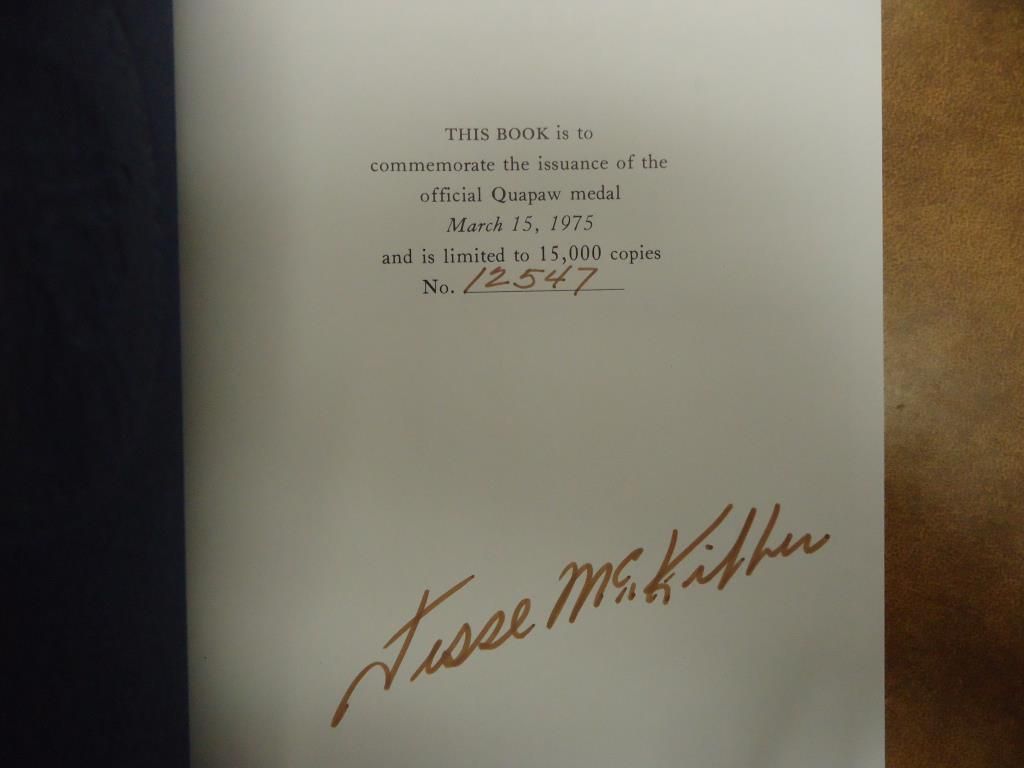 THIS BOOK is to
commemorate the issuance of the
official Quapaw medal
March 15, 1975
and is limited to 15,000 copies
No. 12547
Jesse